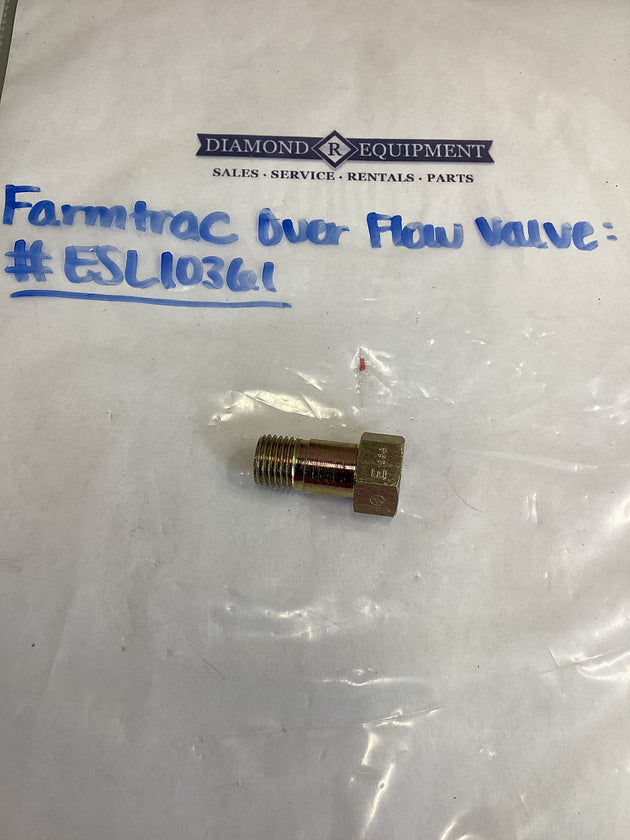 DIAMOND R EQUIPMENT
SALES · SERVICE · RENTALS · PARTS
Farmtrac Over Flow Valve:
#ESL10361